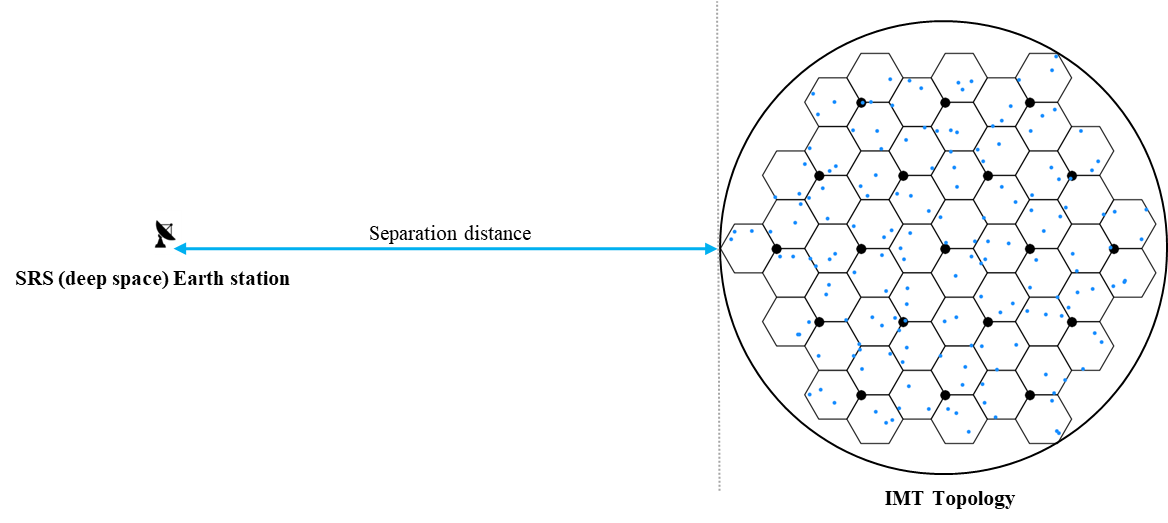 Separation distance
SRS (deep space) Earth station
IMT Topology